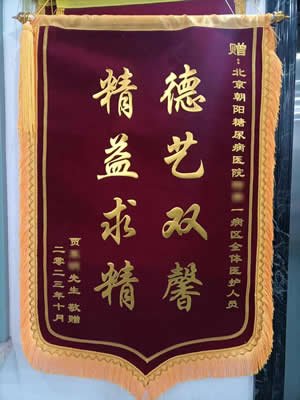 赠:北京朝阳糖尿病医院 一病区全体医护人员
德艺双馨
精益求精
贾 先生 敬赠
二零二三年十月